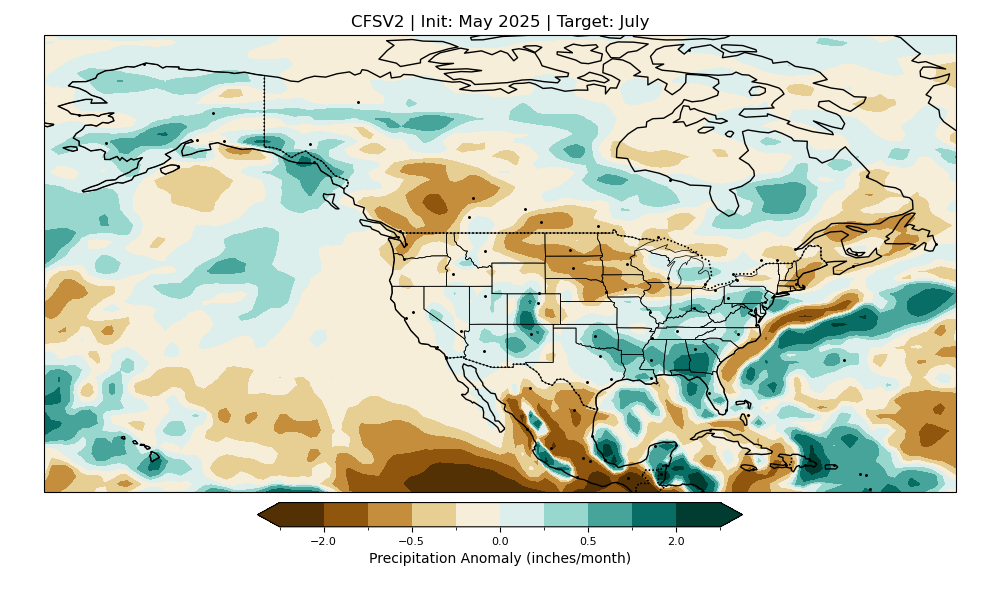 CFSV2 | Init: May 2025 | Target: July
−2.0 −0.5 0.0 0.5 2.0
Precipitation Anomaly (inches/month)